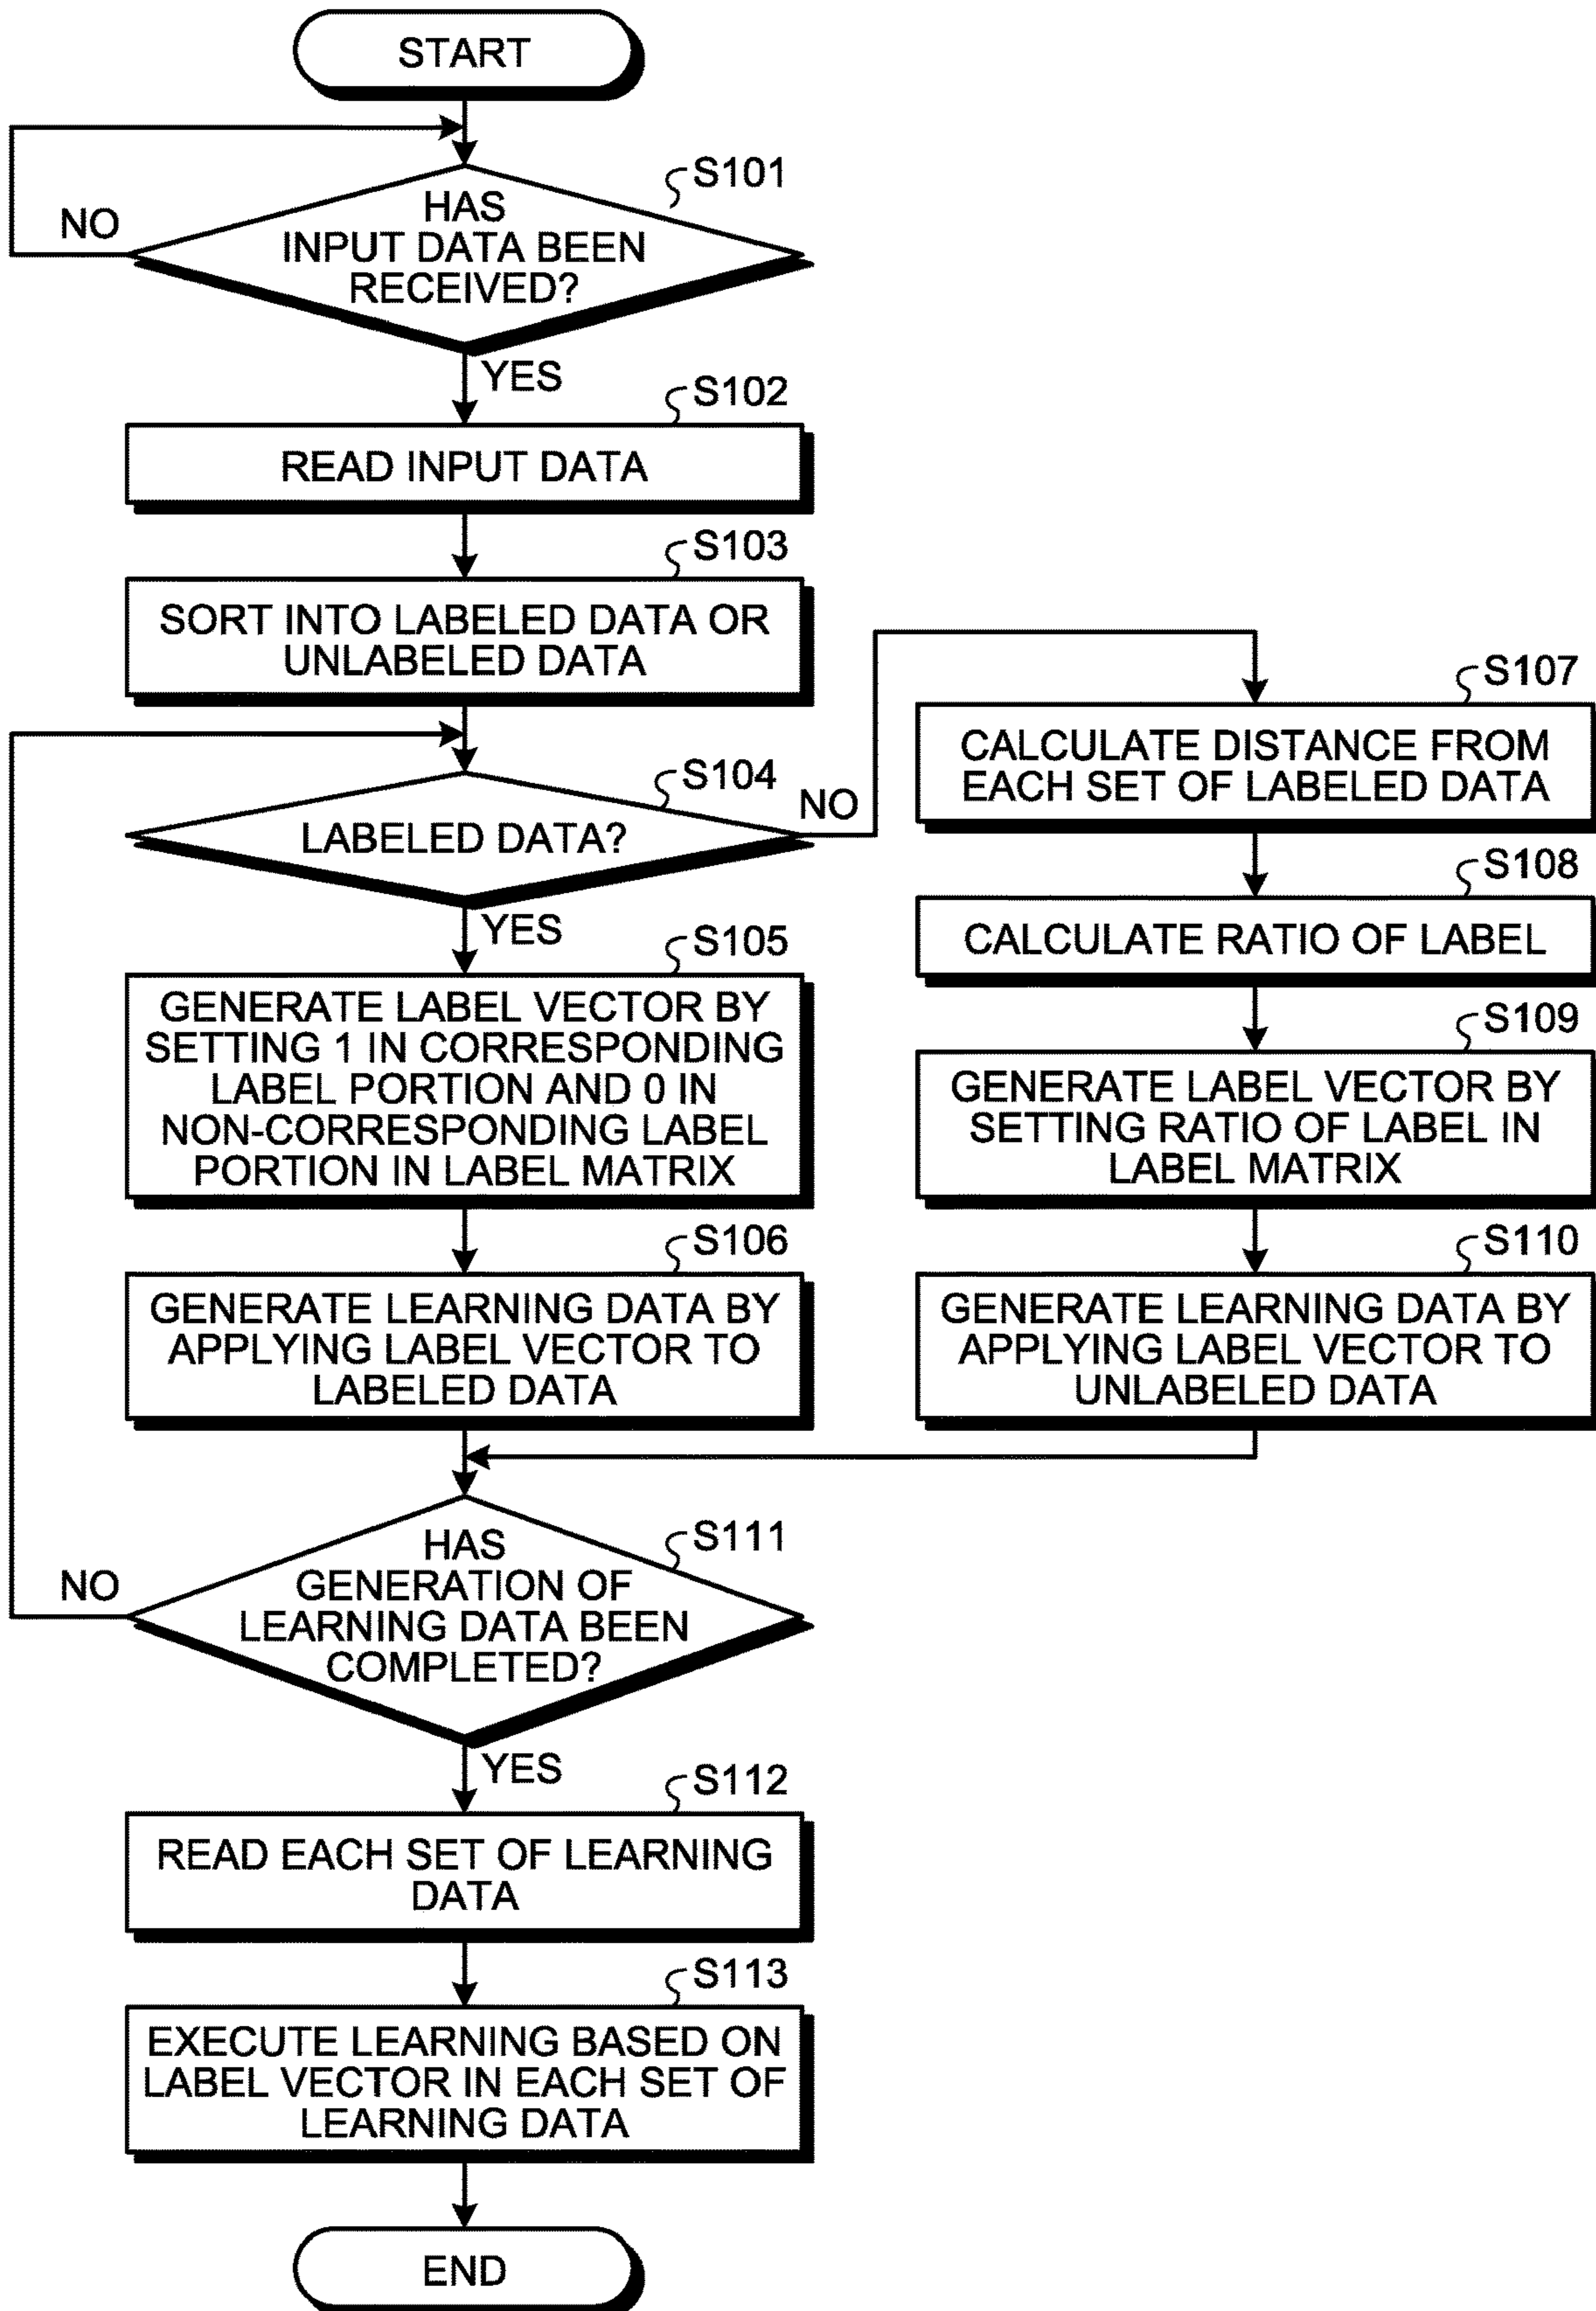 START
S101
NO
HAS
INPUT DATA BEEN
RECEIVED?
YES
S102
READ INPUT DATA
S103
SORT INTO LABELED DATA OR
UNLABELED DATA
S104
LABELED DATA?
NO
YES
S105
GENERATE LABEL VECTOR BY
SETTING 1 IN CORRESPONDING
LABEL PORTION AND 0 IN
NON-CORRESPONDING LABEL
PORTION IN LABEL MATRIX
S106
GENERATE LEARNING DATA BY
APPLYING LABEL VECTOR TO
LABELED DATA
S107
CALCULATE DISTANCE FROM
EACH SET OF LABELED DATA
S108
CALCULATE RATIO OF LABEL
S109
GENERATE LABEL VECTOR BY
SETTING RATIO OF LABEL IN
LABEL MATRIX
S110
GENERATE LEARNING DATA BY
APPLYING LABEL VECTOR TO
UNLABELED DATA
S111
NO
HAS
GENERATION OF
LEARNING DATA BEEN
COMPLETED?
YES
S112
READ EACH SET OF LEARNING
DATA
S113
EXECUTE LEARNING BASED ON
LABEL VECTOR IN EACH SET OF
LEARNING DATA
END